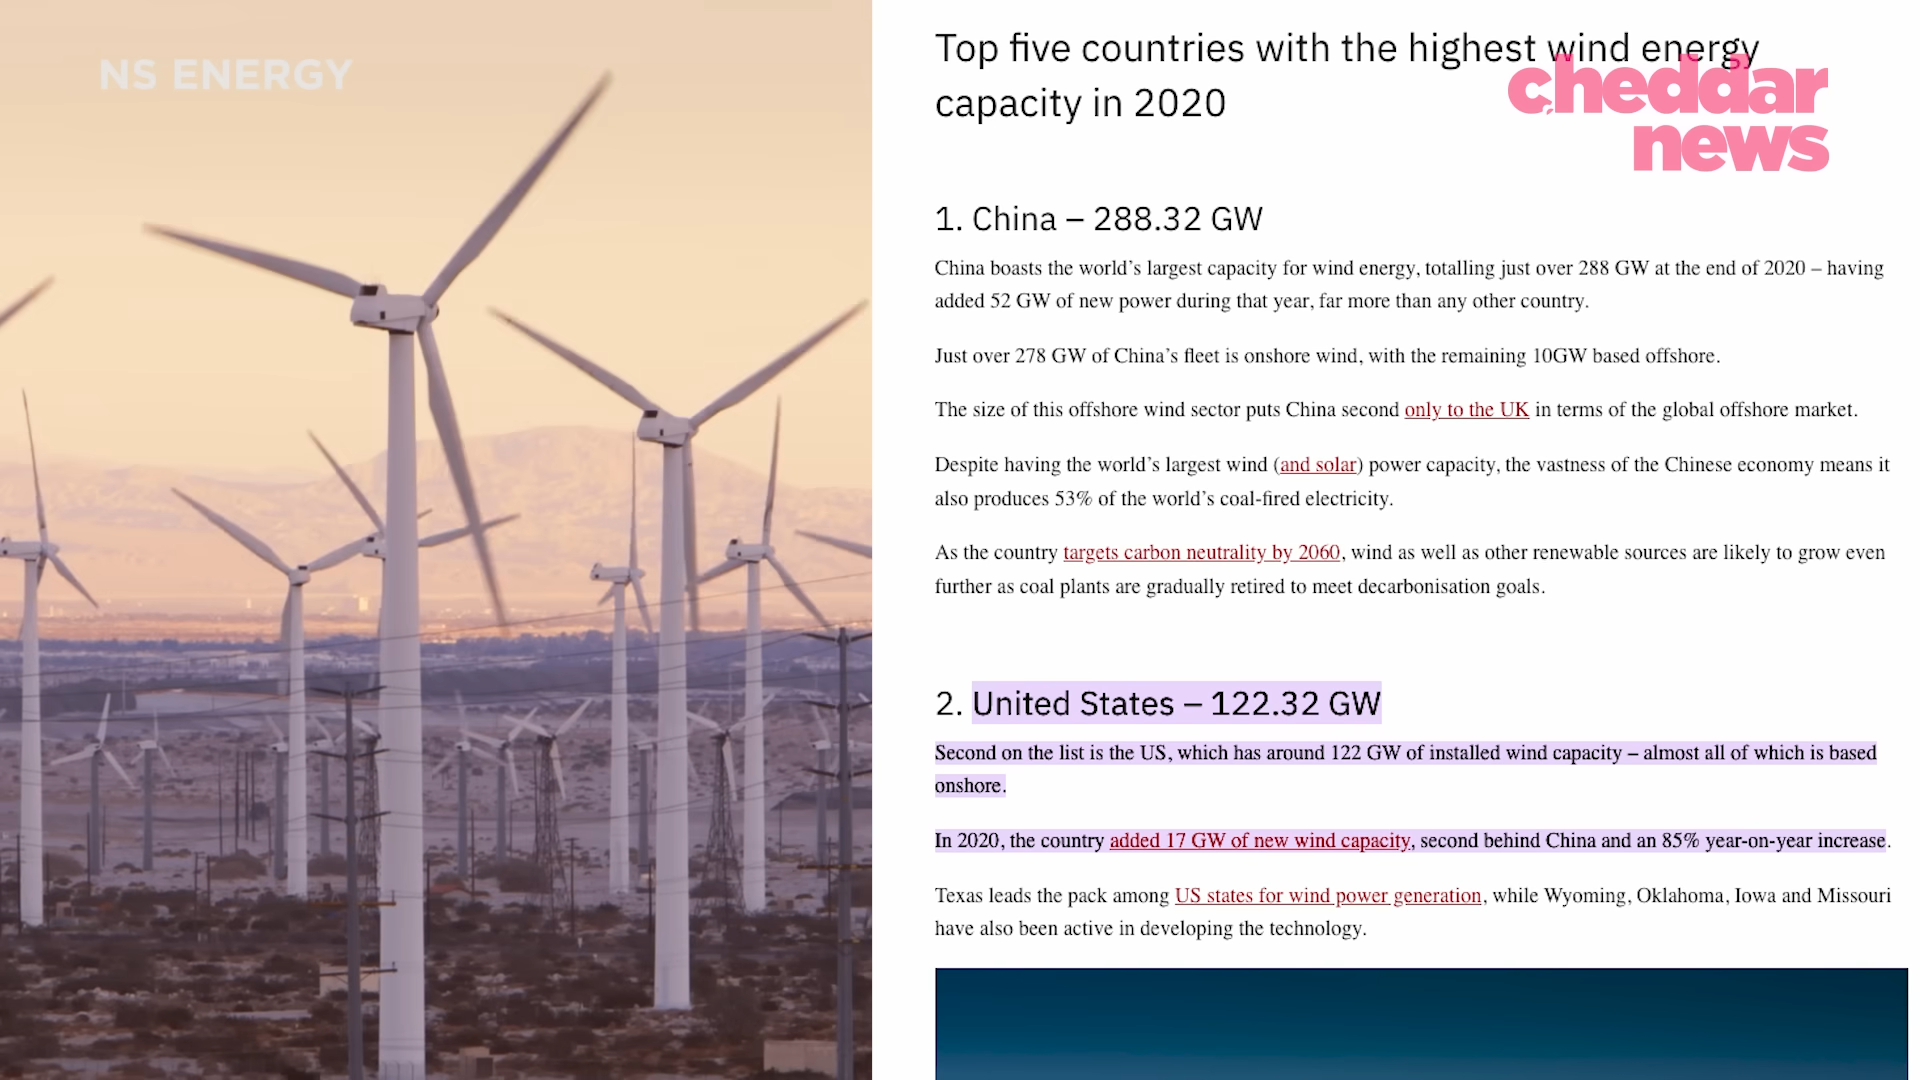 NS ENERGY
Top five countries with the highest wind energy
capacity in 2020
cheddar
news
1. China – 288.32 GW
China boasts the world’s largest capacity for wind energy, totalling just over 288 GW at the end of 2020 – having
added 52 GW of new power during that year, far more than any other country.
Just over 278 GW of China’s fleet is onshore wind, with the remaining 10GW based offshore.
The size of this offshore wind sector puts China second only to the UK in terms of the global offshore market.
Despite having the world’s largest wind (and solar) power capacity, the vastness of the Chinese economy means it
also produces 53% of the world’s coal-fired electricity.
As the country targets carbon neutrality by 2060, wind as well as other renewable sources are likely to grow even
further as coal plants are gradually retired to meet decarbonisation goals.
2. United States – 122.32 GW
Second on the list is the US, which has around 122 GW of installed wind capacity – almost all of which is based
onshore.
In 2020, the country added 17 GW of new wind capacity, second behind China and an 85% year-on-year increase.
Texas leads the pack among US states for wind power generation, while Wyoming, Oklahoma, Iowa and Missouri
have also been active in developing the technology.